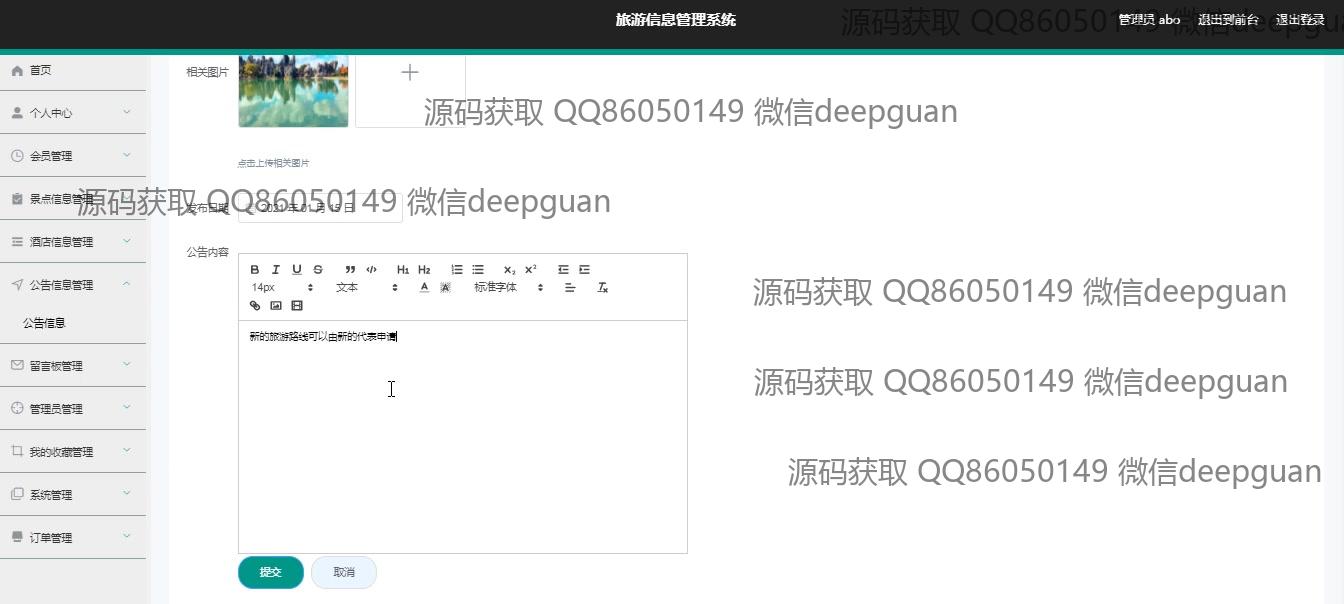 旅游信息管理系统
管理员 abo 退出到前台 退出登录
源码获取 QQ86050149 微信deepguan
首页
相关图片
个人中心
源码获取 QQ86050149 微信deepguan
会员管理
点击上传相关图片
景点信息管理
源码获取 QQ86050149 微信deepguan
发布日期 2021 年 01 月 15 日
酒店信息管理
公告内容
B I U S ” </> H1 H2 X2 X2
公告信息管理
14px 文本 A A 标准字体 Tx
源码获取 QQ86050149 微信deepguan
公告信息
新的旅游路线可以由新的代表申请
留言板管理
源码获取 QQ86050149 微信deepguan
管理员管理
我的收藏管理
源码获取 QQ86050149 微信deepguan
系统管理
订单管理
提交 取消